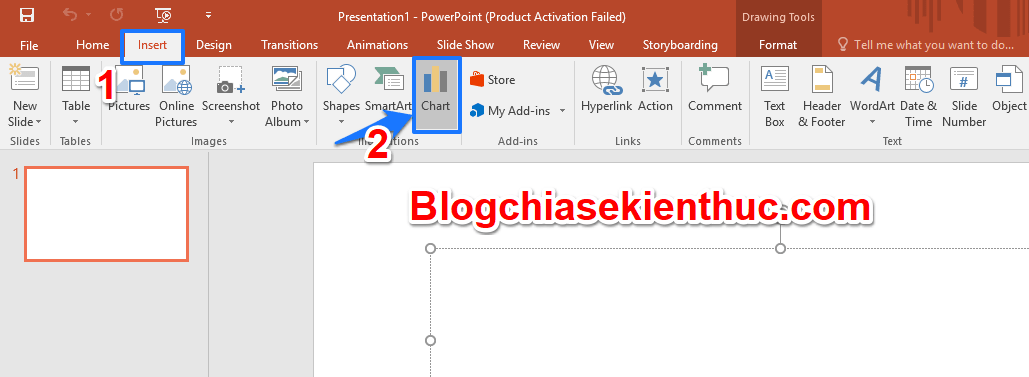 Presentation1 - PowerPoint (Product Activation Failed)
Drawing Tools
File Home Insert Design Transitions Animations Slide Show Review View Storyboarding Format Tell me what you want to do...
1
New Slide
Table
Pictures
Online Pictures
Screenshot
Photo Album
Shapes
SmartArt
Chart
Store
My Add-ins
Hyperlink
Action
Comment
Text Box
Header & Footer
WordArt
Date & Time
Slide Number
Object
2
Slides Tables Images Add-ins Links Comments Text
1
Blogchiasekienthuc.com